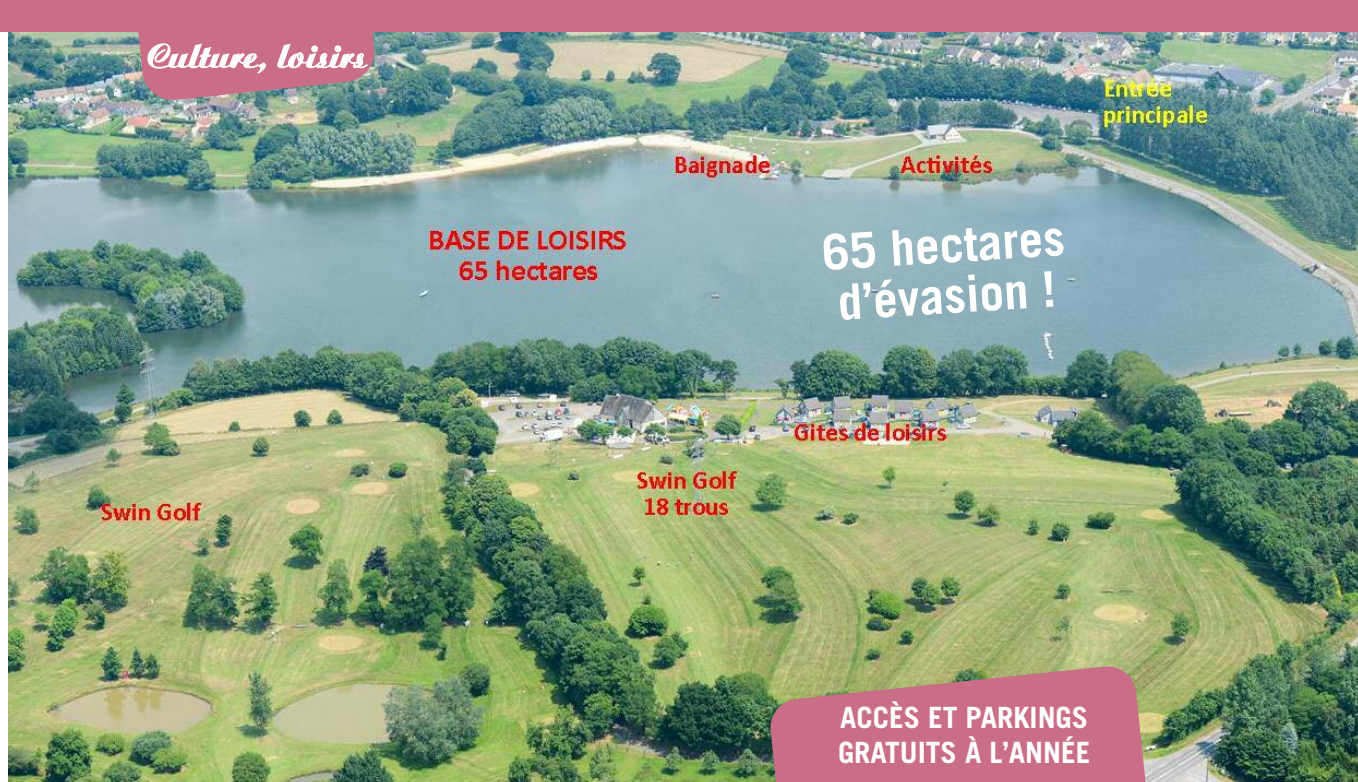 Culture, loisirs
Entrée
principale
Baignade
Activités
BASE DE LOISIRS
65 hectares
65 hectares
d'évasion !
Gites de loisirs
Swin Golf
18 trous
Swin Golf
ACCÈS ET PARKINGS
GRATUITS À L'ANNÉE